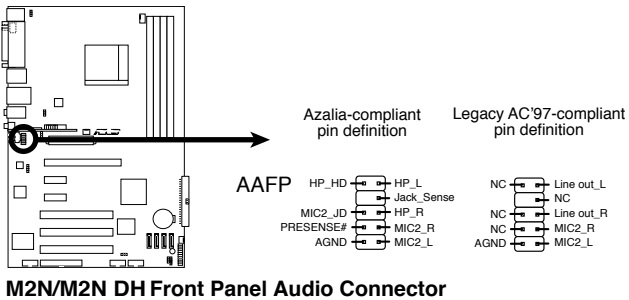 Azalia-compliant
pin definition
Legacy AC'97-compliant
pin definition
AAFP
HP_HD HP_L
Jack_Sense
MIC2_JD HP_R
PRESENSE# MIC2_R
AGND MIC2_L
NC Line out_L
NC
NC Line out_R
NC MIC2_R
AGND MIC2_L
M2N/M2N DH Front Panel Audio Connector